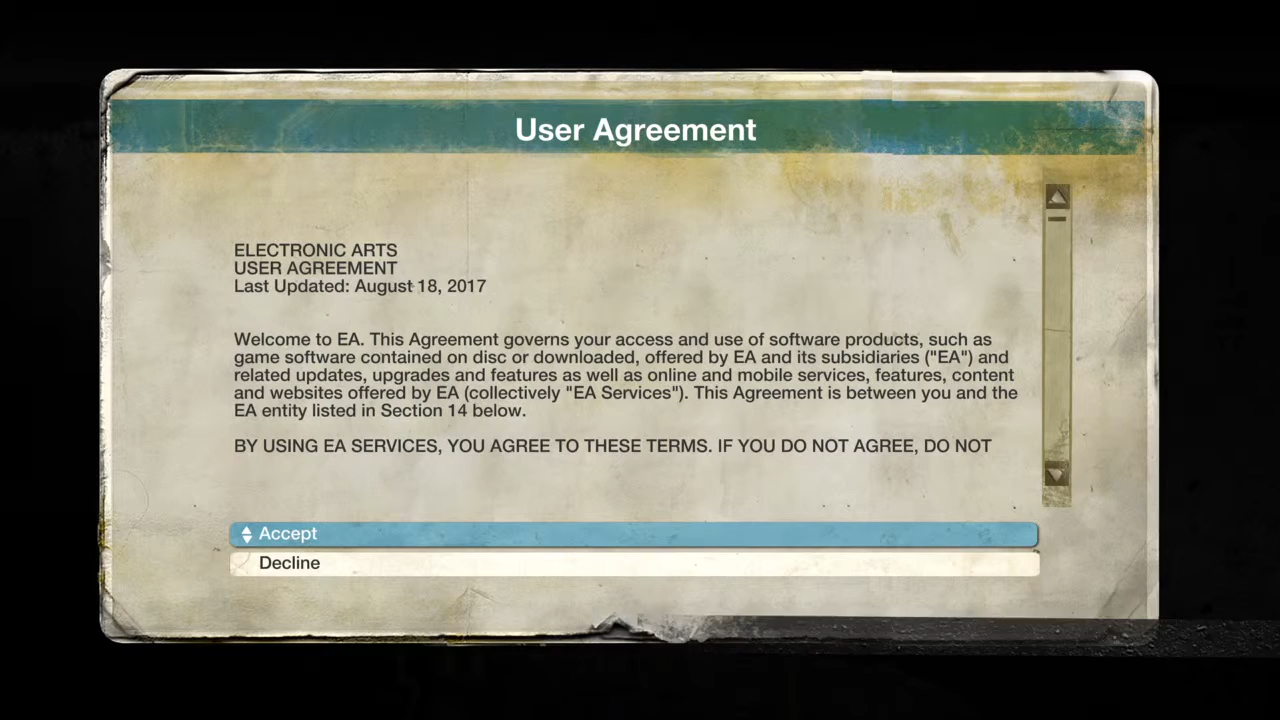 User Agreement
ELECTRONIC ARTS
USER AGREEMENT
Last Updated: August 18, 2017
Welcome to EA. This Agreement governs your access and use of software products, such as
game software contained on disc or downloaded, offered by EA and its subsidiaries ("EA") and
related updates, upgrades and features as well as online and mobile services, features, content
and websites offered by EA (collectively "EA Services"). This Agreement is between you and the
EA entity listed in Section 14 below.
BY USING EA SERVICES, YOU AGREE TO THESE TERMS. IF YOU DO NOT AGREE, DO NOT
Accept
Decline